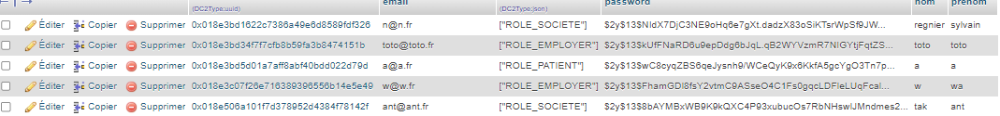 (DC2Type:uuid) email (DC2Type:json) password nom prenom
Éditer Copier Supprimer 0x018e3bd1622c7386a49e6d8589fdf326 n@n.fr ["ROLE_SOCIETE"] $2y$13$NIdX7DjC3NE9oHq6e7gXt.dadzX83oSiKTsrWpSf9JW... regnier sylvain
Éditer Copier Supprimer 0x018e3bd34f7f7cfb8b59fa3b8474151b toto@toto.fr ["ROLE_EMPLOYER"] $2y$13$kUfFNaRD6u9epDdg6bJqL.qB2WYVzmR7NIGYtjFqtZS... toto toto
Éditer Copier Supprimer 0x018e3bd5d01a7aff8abf40bdd022d79d a@a.fr ["ROLE_PATIENT"] $2y$13$wC8cyqZBS6qeJysnh9/WCeQyK9x6KkfA5gcYgO3Tn7p... a a
Éditer Copier Supprimer 0x018e3c07f26e716389396556b14e5e49 w@w.fr ["ROLE_EMPLOYER"] $2y$13$FhamGDI8fsY2vtmC9ASseO4C1Fs0gqcLDFleLUqFcal... w wa
Éditer Copier Supprimer 0x018e506a101f7d378952d4384f78142f ant@ant.fr ["ROLE_SOCIETE"] $2y$13$8bAYMBxWB9K9kQXC4P93xubucOs7RbNHswlJMndmes2... tak ant